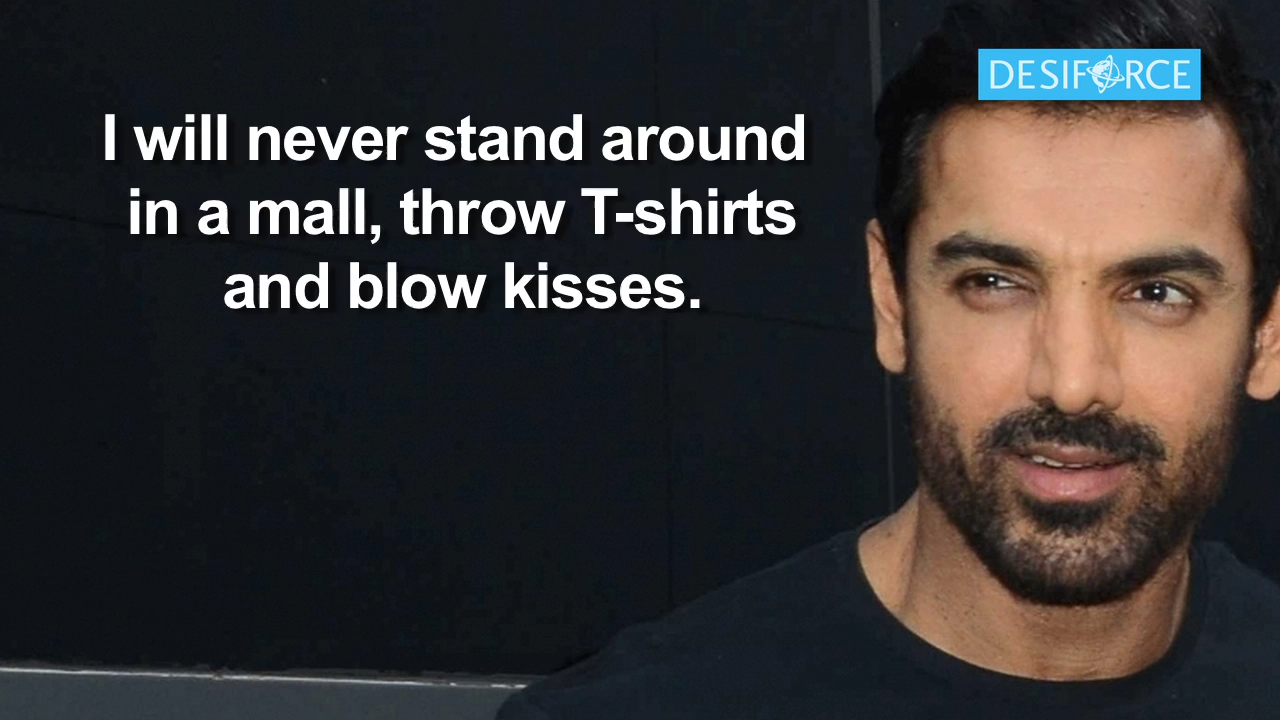 DESIFORCE
I will never stand around
in a mall, throw T-shirts
and blow kisses.